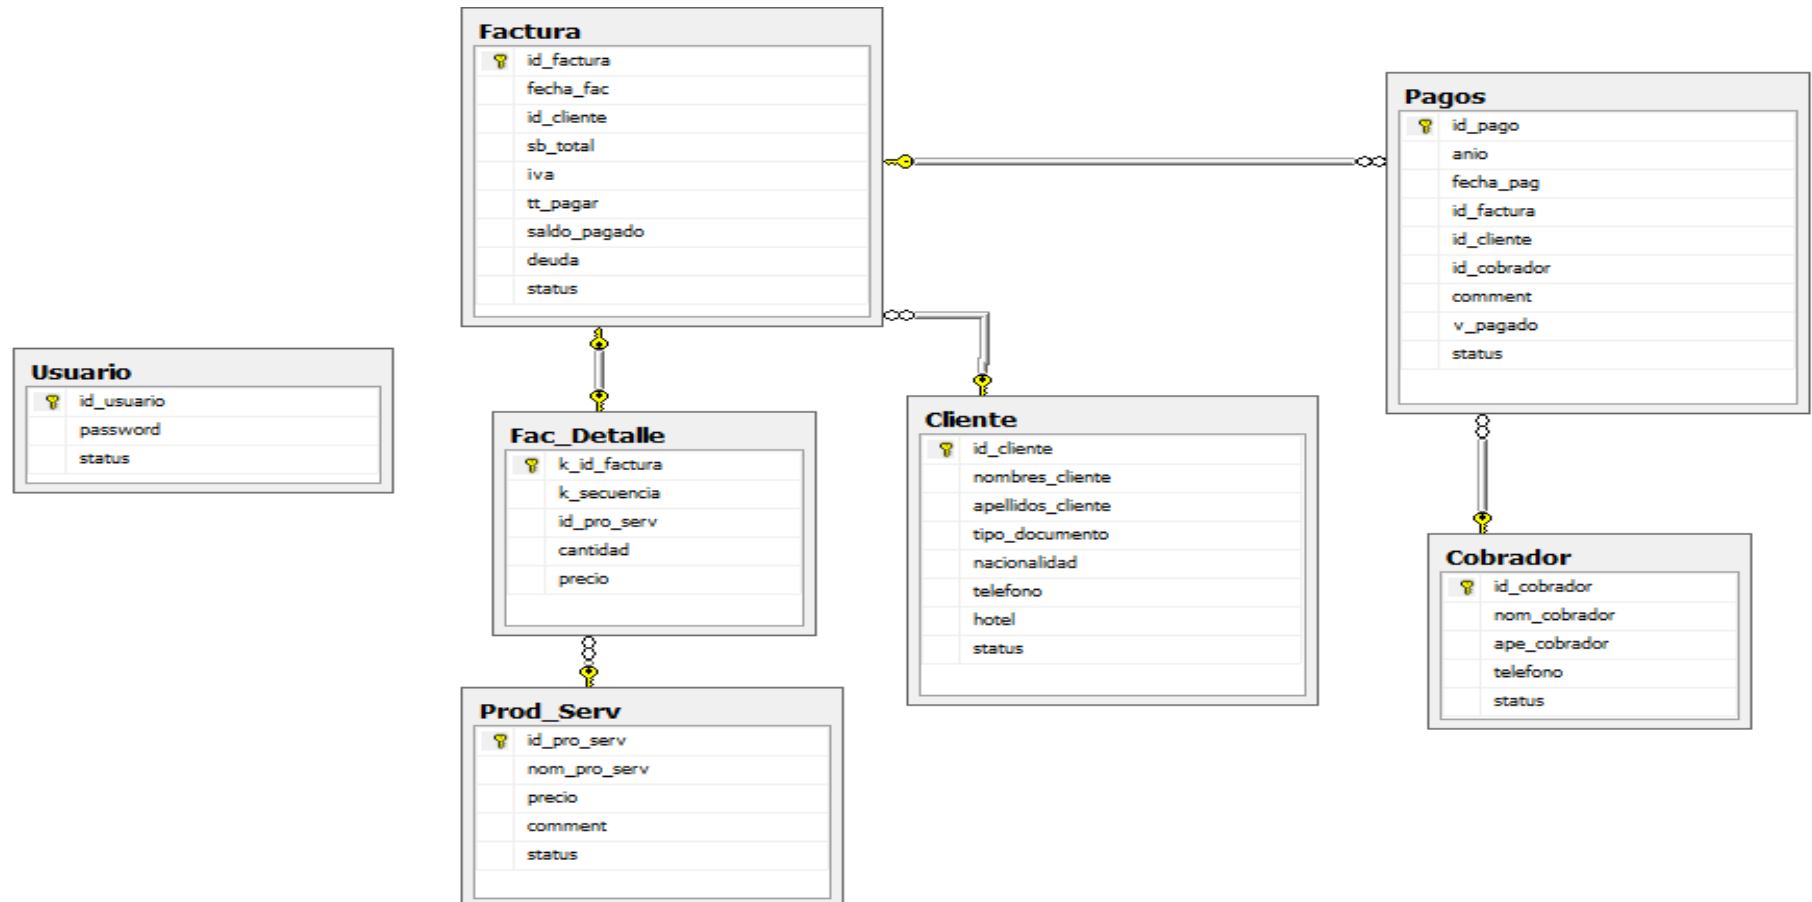 Factura
id_factura
fecha_fac
id_cliente
sb_total
iva
tt_pagar
saldo_pagado
deuda
status
Pagos
id_pago
anio
fecha_pag
id_factura
id_cliente
id_cobrador
comment
v_pagado
status
Usuario
id_usuario
password
status
Fac_Detalle
k_id_factura
k_secuencia
id_pro_serv
cantidad
precio
Cliente
id_cliente
nombres_cliente
apellidos_cliente
tipo_documento
nacionalidad
telefono
hotel
status
Cobrador
id_cobrador
nom_cobrador
ape_cobrador
telefono
status
Prod_Serv
id_pro_serv
nom_pro_serv
precio
comment
status